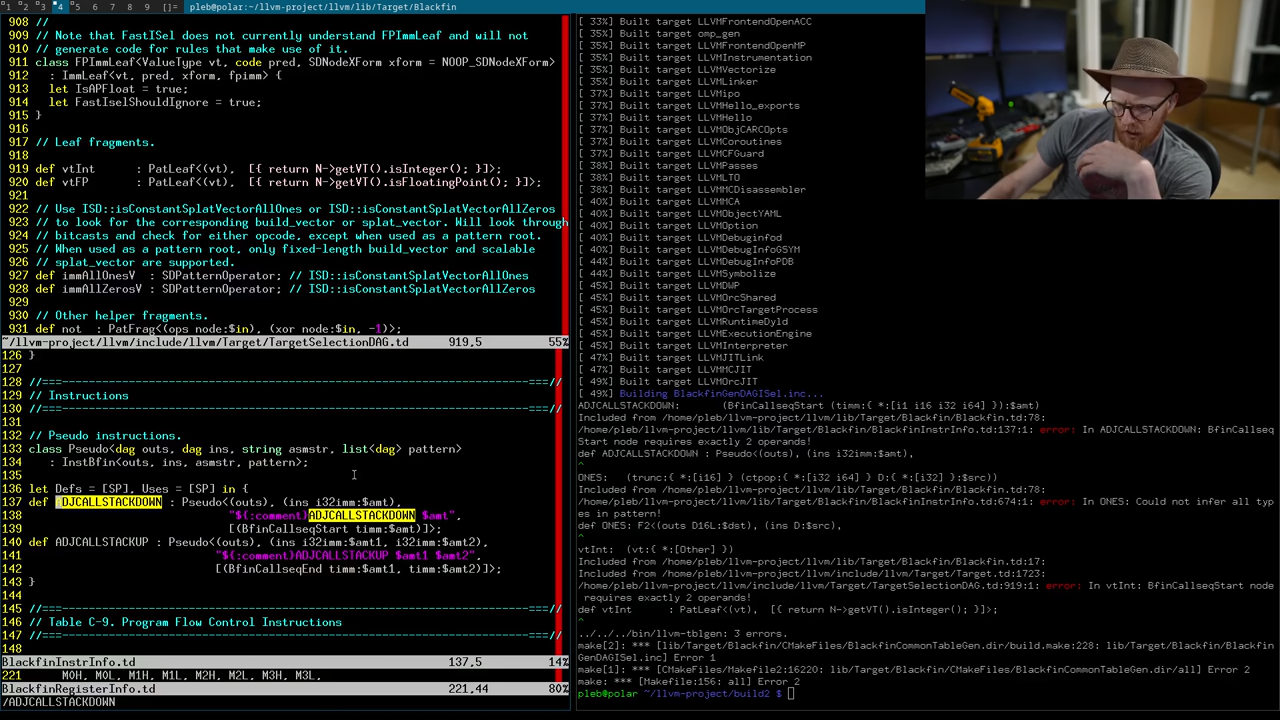 1 2 3 4 5 6 7 8 9 []= pleb@polar:~/llvm-project/llvm/lib/Target/Blackfin
908 //
909 // Note that FastISel does not currently understand FPImmLeaf and will not
910 // generate code for rules that make use of it.
911 class FPImmLeaf<ValueType vt, code pred, SDNodeXForm xform = NOOP_SDNodeXForm>
912   : ImmLeaf<vt, pred, xform, fpimm> {
913   let IsAPFloat = true;
914   let FastIselShouldIgnore = true;
915 }
916
917 // Leaf fragments.
918
919 def vtInt      : PatLeaf<(vt),  [{ return N->getVT().isInteger(); }]>;
920 def vtFP       : PatLeaf<(vt),  [{ return N->getVT().isFloatingPoint(); }]>;
921
922 // Use ISD::isConstantSplatVectorAllOnes or ISD::isConstantSplatVectorAllZeros
923 // to look for the corresponding build_vector or splat_vector. Will look through
924 // bitcasts and check for either opcode, except when used as a pattern root.
925 // When used as a pattern root, only fixed-length build_vector and scalable
926 // splat_vector are supported.
927 def immAllOnesV  : SDPatternOperator; // ISD::isConstantSplatVectorAllOnes
928 def immAllZerosV : SDPatternOperator; // ISD::isConstantSplatVectorAllZeros
929
930 // Other helper fragments.
931 def not  : PatFrag<(ops node:$in), (xor node:$in, -1)>;
~/llvm-project/llvm/include/llvm/Target/TargetSelectionDAG.td 919,5 55%
126 }
127
128 //===----------------------------------------------------------------------===//
129 // Instructions
130 //===----------------------------------------------------------------------===//
131
132 // Pseudo instructions.
133 class Pseudo<dag outs, dag ins, string asmstr, list<dag> pattern>
134   : InstBfin<outs, ins, asmstr, pattern>;
135
136 let Defs = [SP], Uses = [SP] in {
137 def ADJCALLSTACKDOWN : Pseudo<(outs), (ins i32imm:$amt),
138                               "${:comment}ADJCALLSTACKDOWN $amt",
139                               [(BfinCallseqStart timm:$amt)]>;
140 def ADJCALLSTACKUP : Pseudo<(outs), (ins i32imm:$amt1, i32imm:$amt2),
141                             "${:comment}ADJCALLSTACKUP $amt1 $amt2",
142                             [(BfinCallseqEnd timm:$amt1, timm:$amt2)]>;
143 }
144
145 //===----------------------------------------------------------------------===//
146 // Table C-9. Program Flow Control Instructions
147 //===----------------------------------------------------------------------===//
148
BlackfinInstrInfo.td 137,5 14%
221     M0H, M0L, M1H, M1L, M2H, M2L, M3H, M3L,
BlackfinRegisterInfo.td 221,44 80%
/ADJCALLSTACKDOWN
[ 33%] Built target LLVMFrontendOpenACC
[ 35%] Built target omp_gen
[ 35%] Built target LLVMFrontendOpenMP
[ 35%] Built target LLVMInstrumentation
[ 35%] Built target LLVMVectorize
[ 35%] Built target LLVMLinker
[ 37%] Built target LLVMipo
[ 37%] Built target LLVMHello_exports
[ 37%] Built target LLVMHello
[ 37%] Built target LLVMObjCARCOpts
[ 37%] Built target LLVMCoroutines
[ 37%] Built target LLVMCFGuard
[ 38%] Built target LLVMPasses
[ 38%] Built target LLVMLTO
[ 38%] Built target LLVMMCDisassembler
[ 40%] Built target LLVMMCA
[ 40%] Built target LLVMObjectYAML
[ 40%] Built target LLVMOption
[ 40%] Built target LLVMDebuginfod
[ 40%] Built target LLVMDebugInfoGSYM
[ 44%] Built target LLVMDebugInfoPDB
[ 44%] Built target LLVMSymbolize
[ 45%] Built target LLVMDWP
[ 45%] Built target LLVMOrcShared
[ 45%] Built target LLVMOrcTargetProcess
[ 45%] Built target LLVMRuntimeDyld
[ 45%] Built target LLVMExecutionEngine
[ 45%] Built target LLVMInterpreter
[ 47%] Built target LLVMJITLink
[ 47%] Built target LLVMMCJIT
[ 49%] Built target LLVMOrcJIT
[ 49%] Building BlackfinGenDAGISel.inc...
ADJCALLSTACKDOWN:       (BfinCallseqStart (timm:{ *:[i1 i16 i32 i64] }):$amt)
Included from /home/pleb/llvm-project/llvm/lib/Target/Blackfin/Blackfin.td:78:
/home/pleb/llvm-project/llvm/lib/Target/Blackfin/BlackfinInstrInfo.td:137:1: error: In ADJCALLSTACKDOWN: BfinCallseq
Start node requires exactly 2 operands!
def ADJCALLSTACKDOWN : Pseudo<(outs), (ins i32imm:$amt),
^
ONES:   (trunc:{ *:[i16] } (ctpop:{ *:[i32 i64] } D:{ *:[i32] }:$src))
Included from /home/pleb/llvm-project/llvm/lib/Target/Blackfin/Blackfin.td:78:
/home/pleb/llvm-project/llvm/lib/Target/Blackfin/BlackfinInstrInfo.td:674:1: error: In ONES: Could not infer all typ
es in pattern!
def ONES: F2<(outs D16L:$dst), (ins D:$src),
^
vtInt:  (vt:{ *:[Other] })
Included from /home/pleb/llvm-project/llvm/lib/Target/Blackfin/Blackfin.td:17:
Included from /home/pleb/llvm-project/llvm/include/llvm/Target/Target.td:1723:
/home/pleb/llvm-project/llvm/include/llvm/Target/TargetSelectionDAG.td:919:1: error: In vtInt: BfinCallseqStart node
 requires exactly 2 operands!
def vtInt      : PatLeaf<(vt),  [{ return N->getVT().isInteger(); }]>;
^
../../../bin/llvm-tblgen: 3 errors.
make[2]: *** [lib/Target/Blackfin/CMakeFiles/BlackfinCommonTableGen.dir/build.make:228: lib/Target/Blackfin/Blackfin
GenDAGISel.inc] Error 1
make[1]: *** [CMakeFiles/Makefile2:16220: lib/Target/Blackfin/CMakeFiles/BlackfinCommonTableGen.dir/all] Error 2
make: *** [Makefile:156: all] Error 2
pleb@polar ~/llvm-project/build2 $